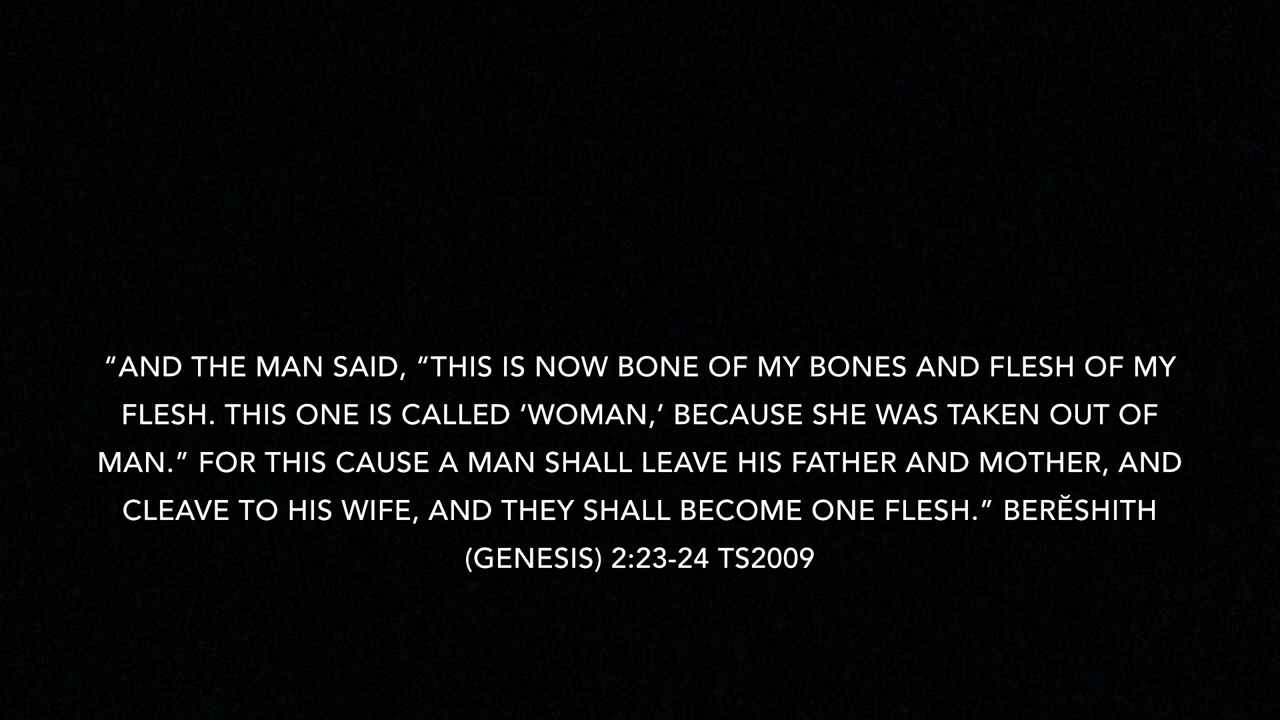 “AND THE MAN SAID, “THIS IS NOW BONE OF MY BONES AND FLESH OF MY
FLESH. THIS ONE IS CALLED ‘WOMAN,’ BECAUSE SHE WAS TAKEN OUT OF
MAN.” FOR THIS CAUSE A MAN SHALL LEAVE HIS FATHER AND MOTHER, AND
CLEAVE TO HIS WIFE, AND THEY SHALL BECOME ONE FLESH.” BERĔSHITH
(GENESIS) 2:23-24 TS2009